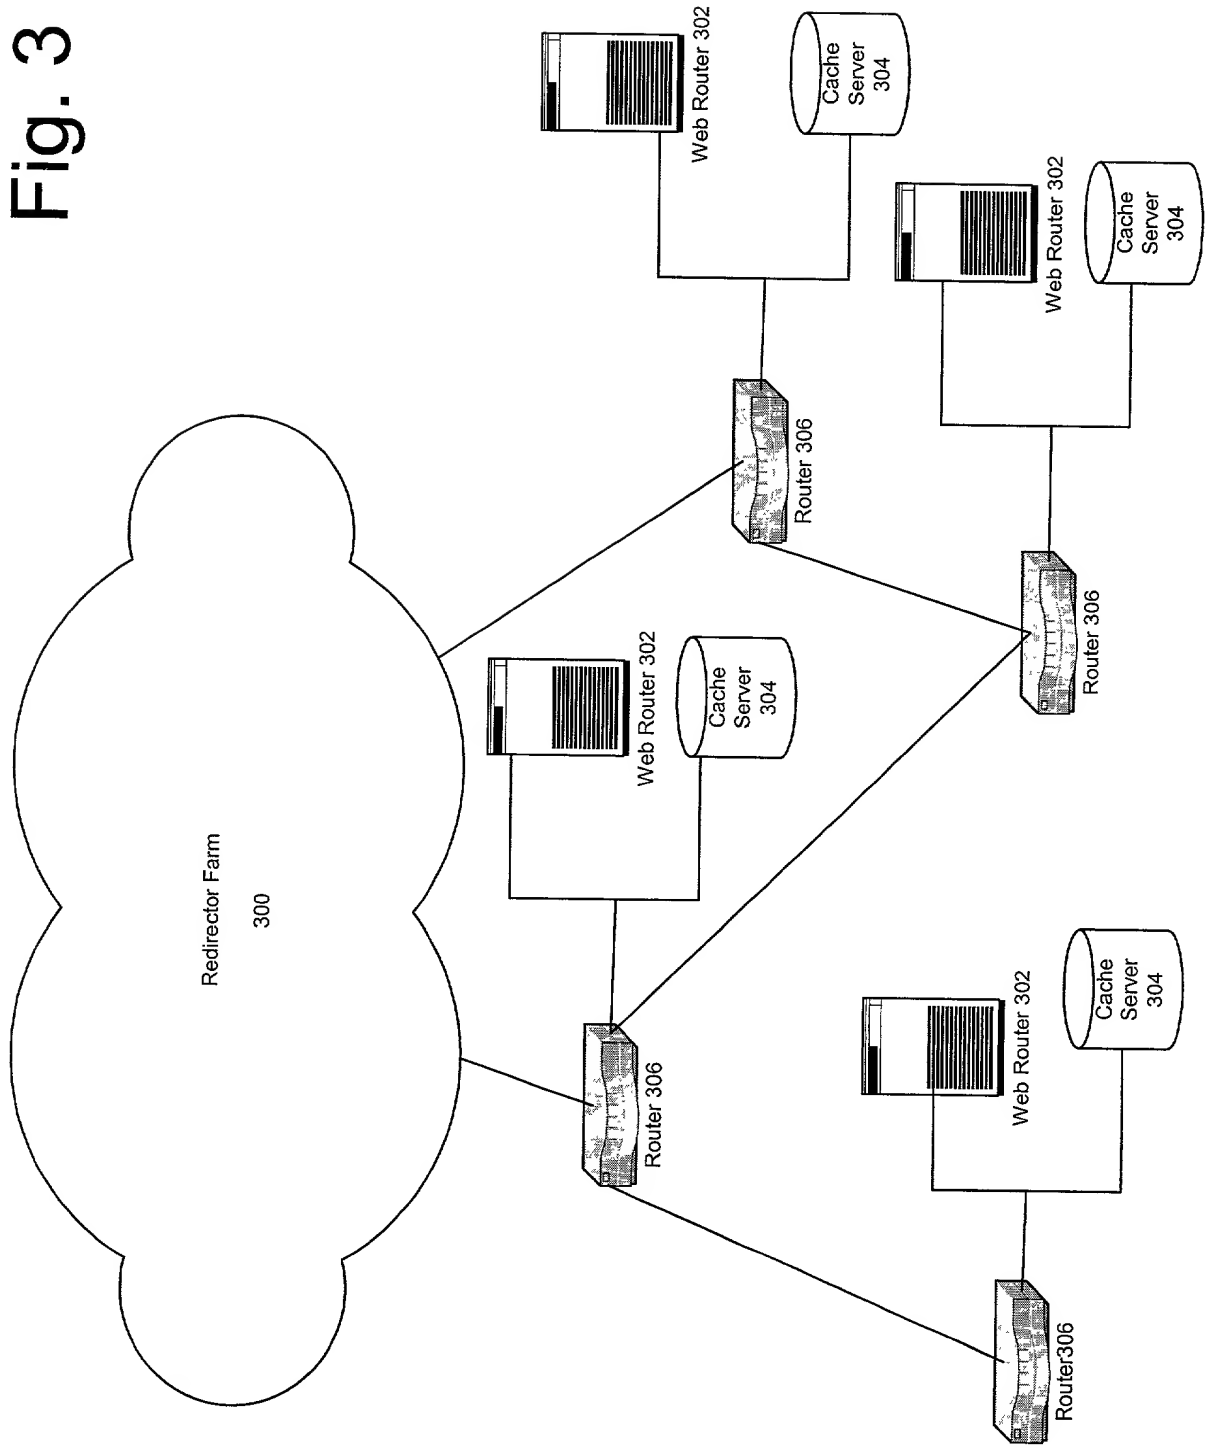 Fig. 3
Redirector Farm
300
Web Router 302
Cache
Server
304
Router 306
Web Router 302
Cache
Server
304
Router 306
Web Router 302
Cache
Server
304
Router 306
Web Router 302
Cache
Server
304
Router306